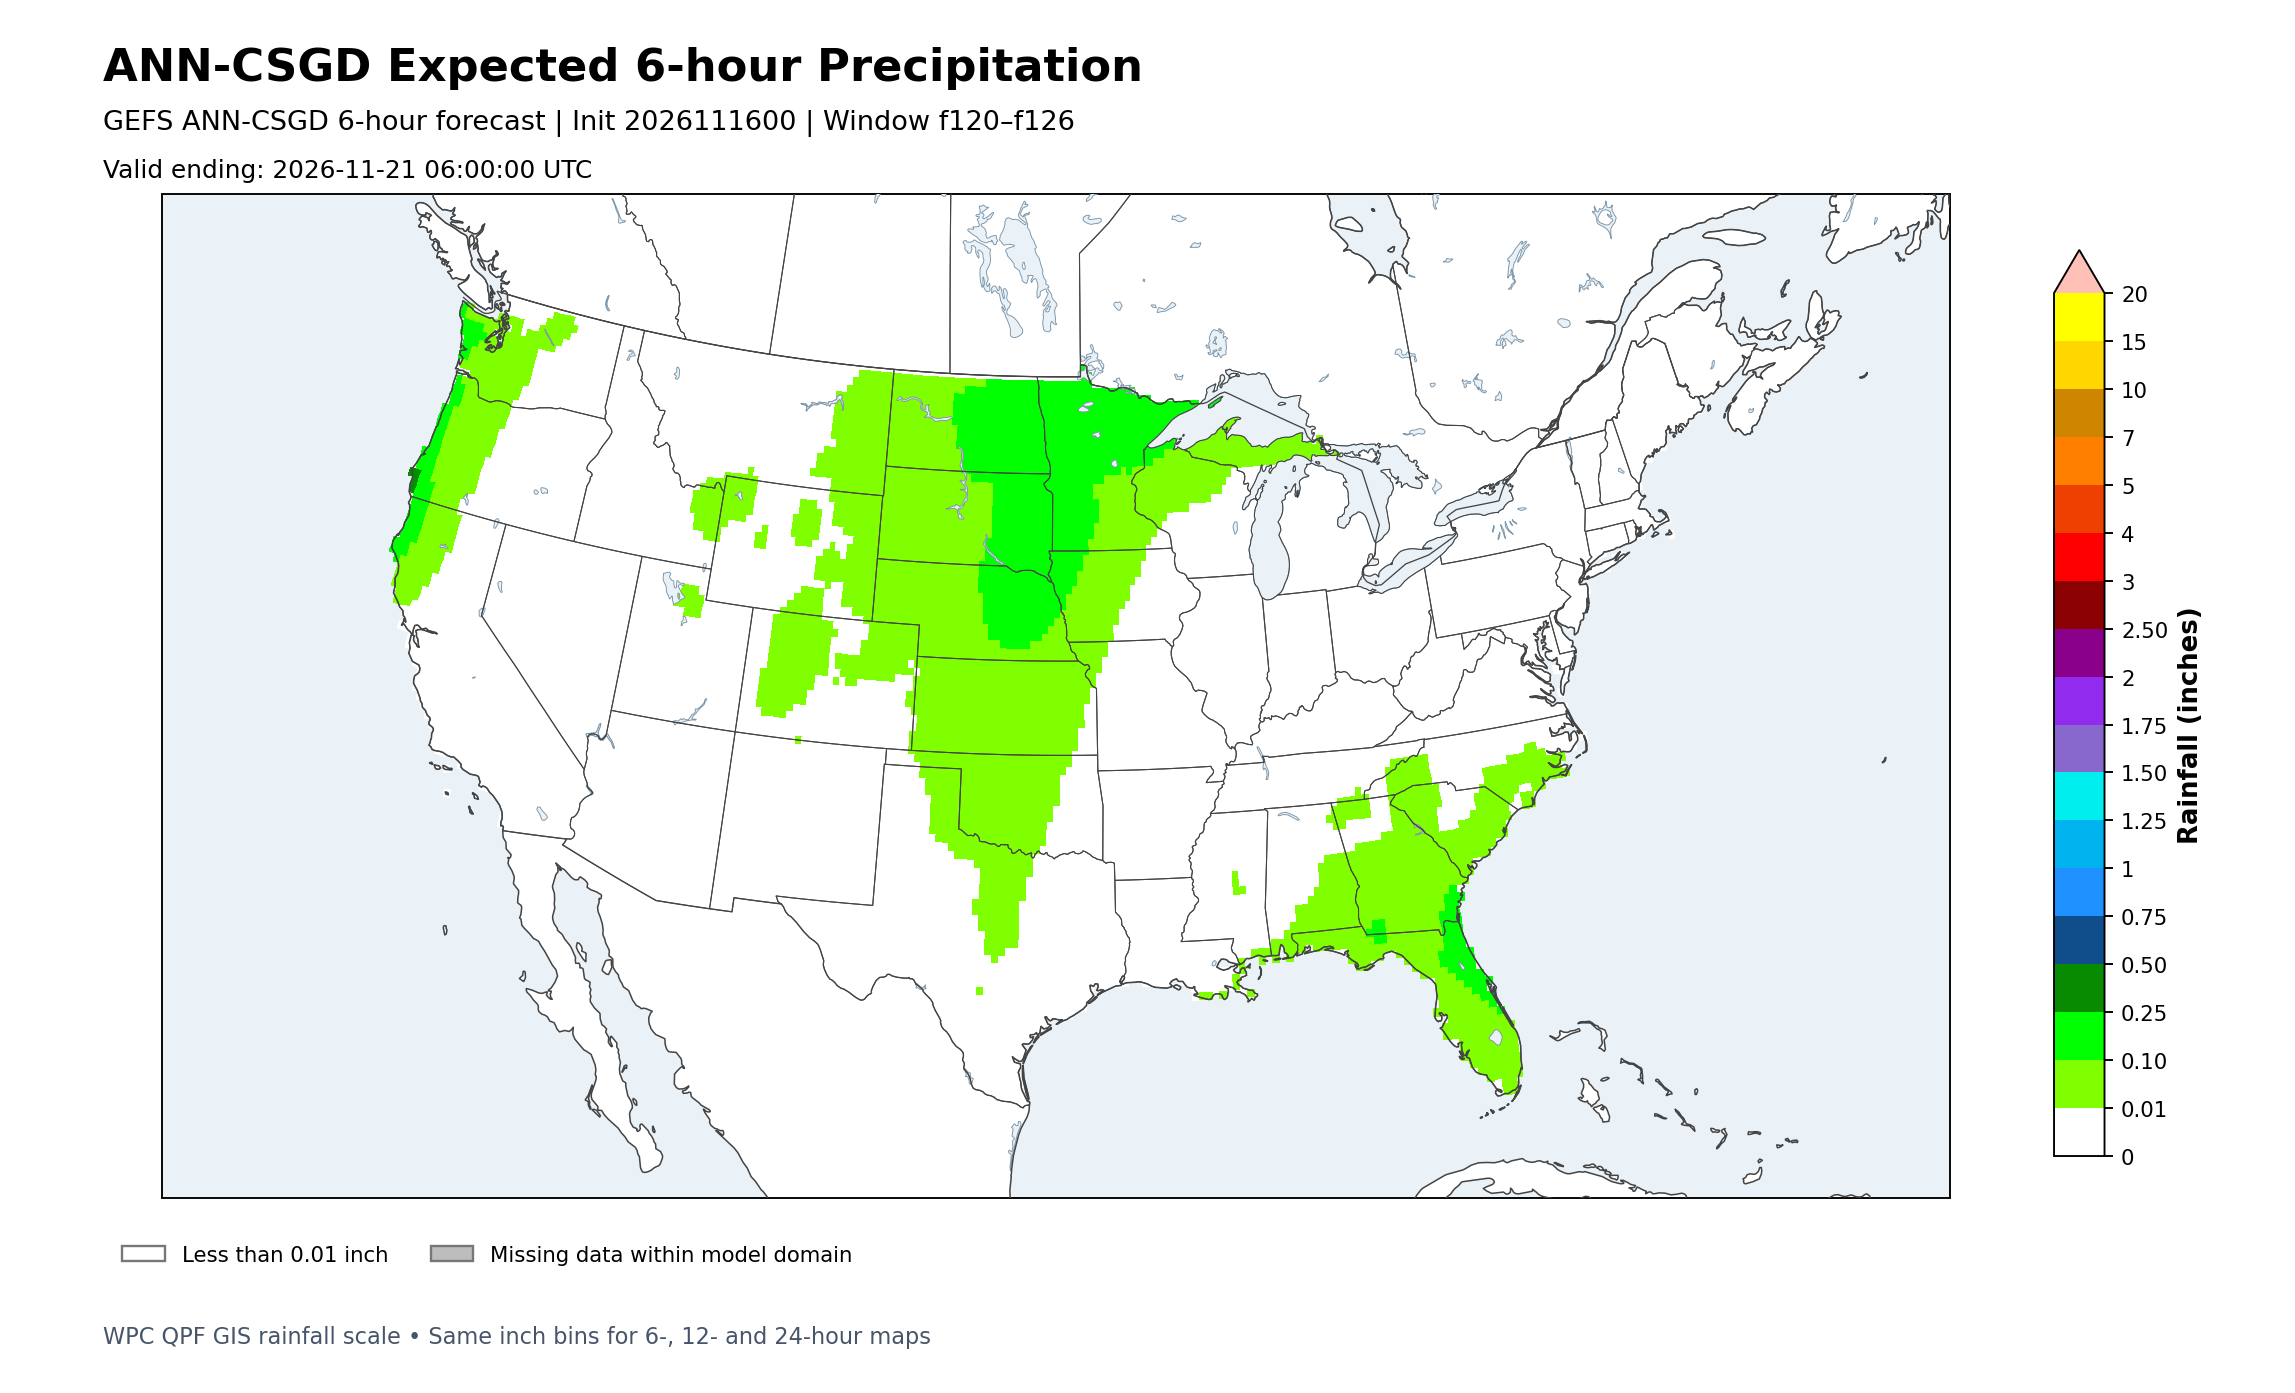 ANN-CSGD Expected 6-hour Precipitation
GEFS ANN-CSGD 6-hour forecast | Init 2026111600 | Window f120–f126
Valid ending: 2026-11-21 06:00:00 UTC
20
15
10
7
5
4
3
2.50
2
1.75
1.50
1.25
1
0.75
0.50
0.25
0.10
0.01
0
Rainfall (inches)
Less than 0.01 inch
Missing data within model domain
WPC QPF GIS rainfall scale • Same inch bins for 6-, 12- and 24-hour maps